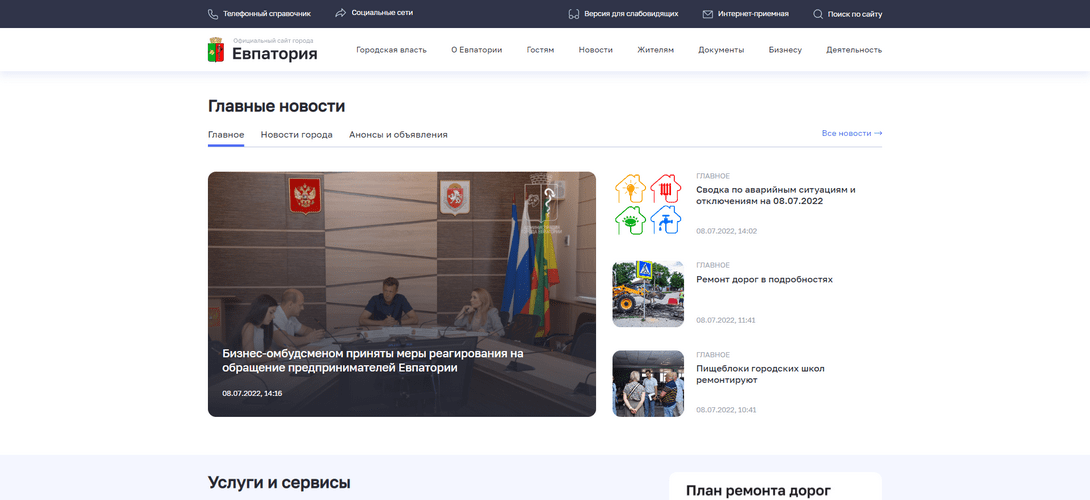 Телефонный справочник
Социальные сети
Версия для слабовидящих
Интернет-приемная
Поиск по сайту
Официальный сайт города
Евпатория
Городская власть
О Евпатории
Гостям
Новости
Жителям
Документы
Бизнесу
Деятельность
Главные новости
Главное
Новости города
Анонсы и объявления
Все новости →
Бизнес-омбудсменом приняты меры реагирования на
обращение предпринимателей Евпатории
08.07.2022, 14:16
ГЛАВНОЕ
Сводка по аварийным ситуациям и
отключениям на 08.07.2022
08.07.2022, 14:02
ГЛАВНОЕ
Ремонт дорог в подробностях
08.07.2022, 11:41
ГЛАВНОЕ
Пищеблоки городских школ
ремонтируют
08.07.2022, 10:41
Услуги и сервисы
План ремонта дорог